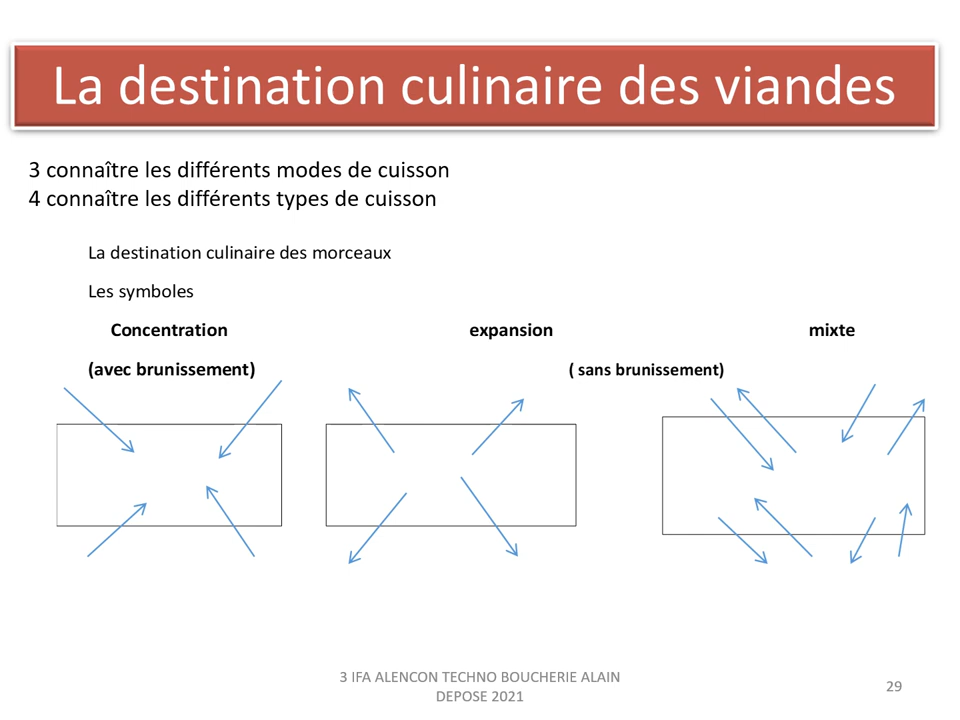 La destination culinaire des viandes
3 connaître les différents modes de cuisson
4 connaître les différents types de cuisson
La destination culinaire des morceaux
Les symboles
Concentration expansion mixte
(avec brunissement) ( sans brunissement)
3 IFA ALENCON TECHNO BOUCHERIE ALAIN
DEPOSE 2021
29